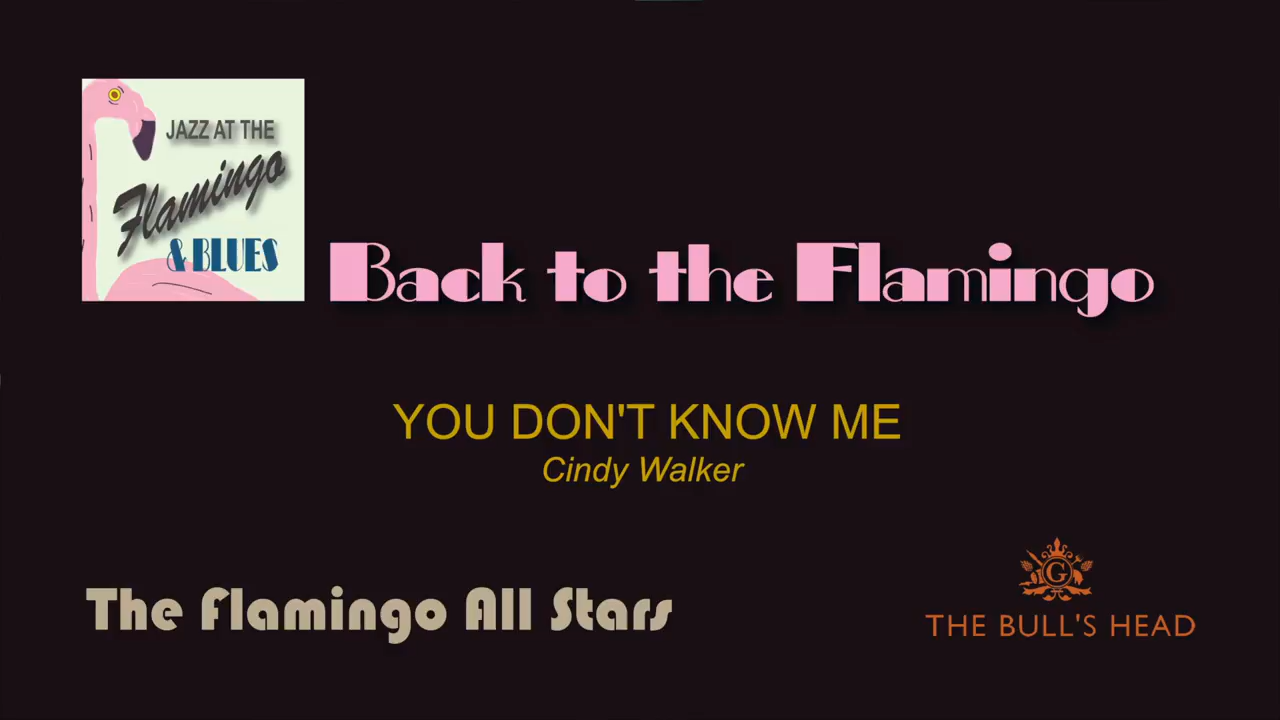 JAZZ AT THE
Flamingo
& BLUES
Back to the Flamingo
YOU DON'T KNOW ME
Cindy Walker
The Flamingo All Stars
G
THE BULL'S HEAD